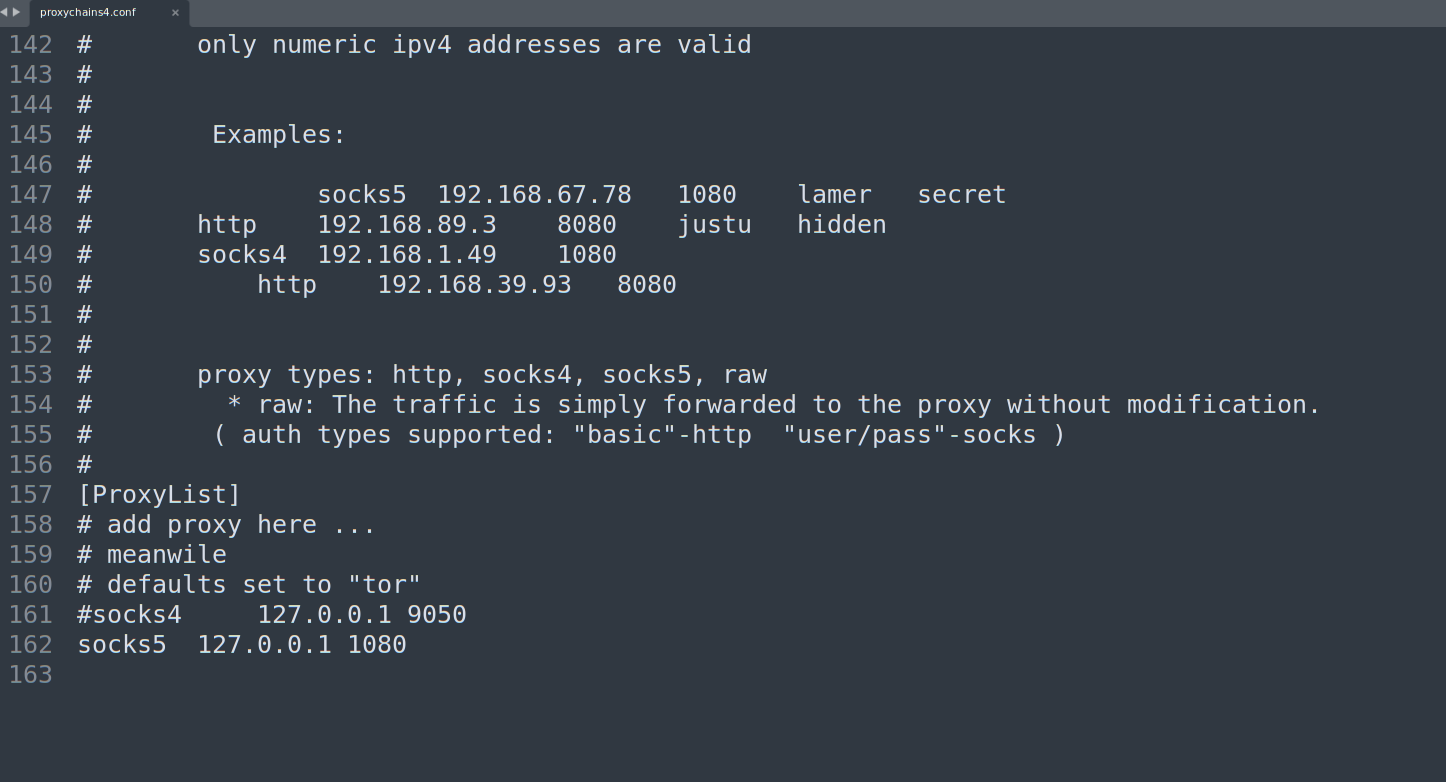 proxychains4.conf ×
142 #       only numeric ipv4 addresses are valid
143 #
144 #
145 #        Examples:
146 #
147 #               socks5  192.168.67.78   1080    lamer   secret
148 #       http    192.168.89.3    8080    justu   hidden
149 #       socks4  192.168.1.49    1080
150 #           http    192.168.39.93   8080
151 #
152 #
153 #       proxy types: http, socks4, socks5, raw
154 #         * raw: The traffic is simply forwarded to the proxy without modification.
155 #        ( auth types supported: "basic"-http  "user/pass"-socks )
156 #
157 [ProxyList]
158 # add proxy here ...
159 # meanwile
160 # defaults set to "tor"
161 #socks4     127.0.0.1 9050
162 socks5  127.0.0.1 1080
163